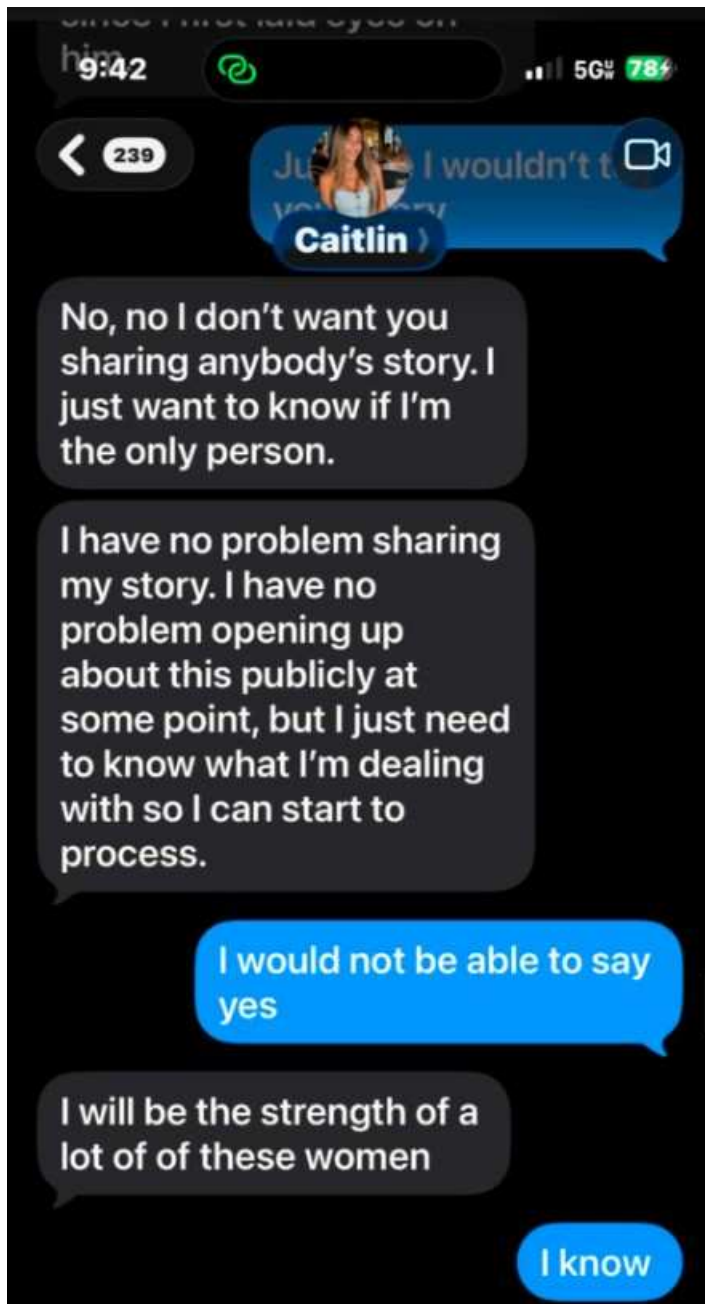 him.
9:42
5G
78
239
I wouldn't
Caitlin
No, no I don't want you
sharing anybody's story. I
just want to know if I'm
the only person.
I have no problem sharing
my story. I have no
problem opening up
about this publicly at
some point, but I just need
to know what I'm dealing
with so I can start to
process.
I would not be able to say
yes
I will be the strength of a
lot of of these women
I know